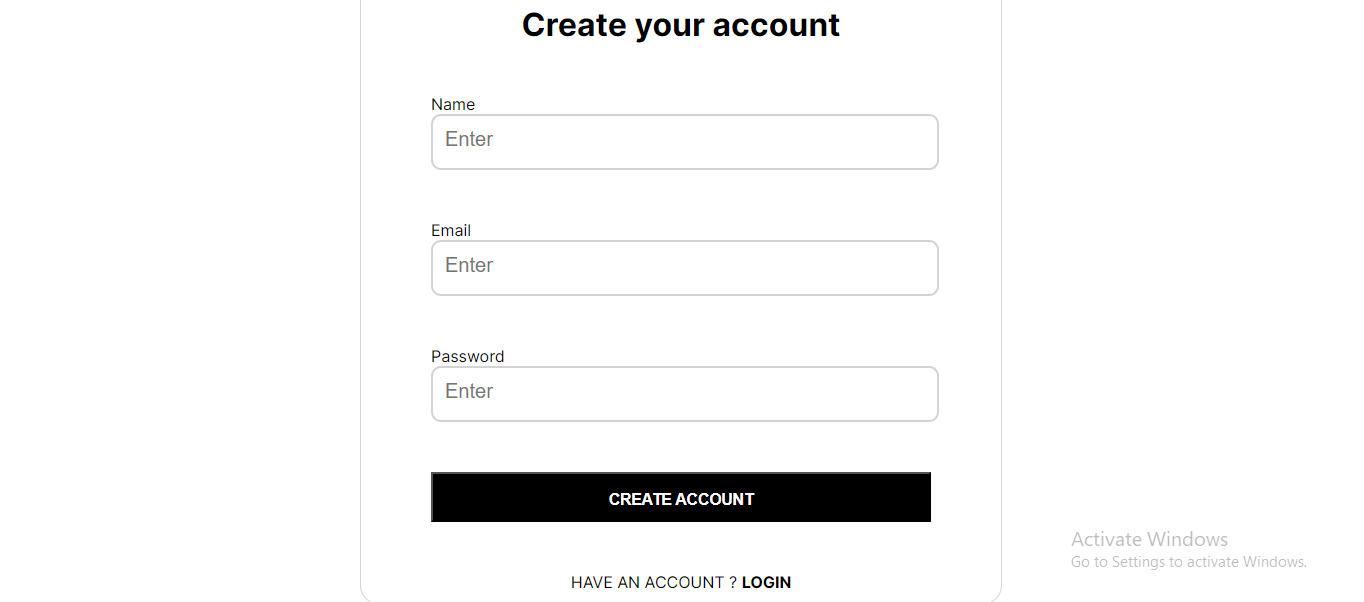 Create your account
Name
Enter
Email
Enter
Password
Enter
CREATE ACCOUNT
HAVE AN ACCOUNT ? LOGIN
Activate Windows
Go to Settings to activate Windows.